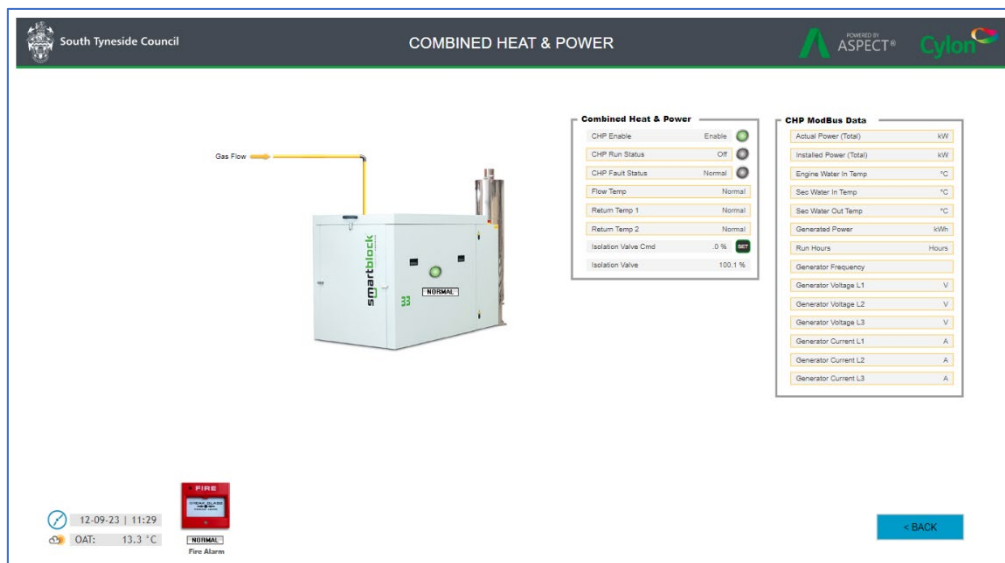 South Tyneside Council
COMBINED HEAT & POWER
POWERED BY
ASPECT®
Cylon
Gas Flow
smartblock
33
NORMAL
Combined Heat & Power
CHP Enable Enable
CHP Run Status Off
CHP Fault Status Normal
Flow Temp Normal
Return Temp 1 Normal
Return Temp 2 Normal
Isolation Valve Cmd .0 % SET
Isolation Valve 100.1 %
CHP ModBus Data
Actual Power (Total) kW
Installed Power (Total) kW
Engine Water In Temp °C
Sec Water In Temp °C
Sec Water Out Temp °C
Generated Power kWh
Run Hours Hours
Generator Frequency
Generator Voltage L1 V
Generator Voltage L2 V
Generator Voltage L3 V
Generator Current L1 A
Generator Current L2 A
Generator Current L3 A
12-09-23 | 11:29
OAT: 13.3 °C
FIRE
NORMAL
Fire Alarm
< BACK